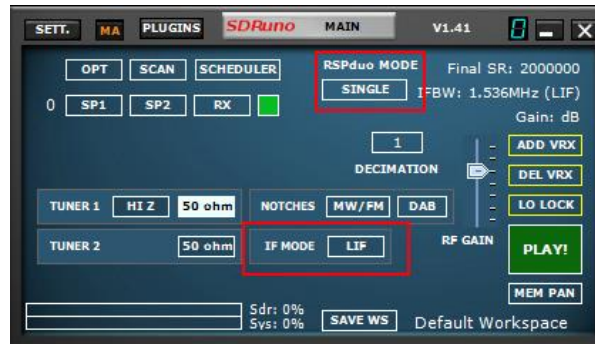 SETT. MA PLUGINS SDRuno MAIN V1.41 0
OPT SCAN SCHEDULER RSPduo MODE Final SR: 2000000
SINGLE IFBW: 1.536MHz (LIF)
0 SP1 SP2 RX Gain: dB
1 ADD VRX
DECIMATION DEL VRX
TUNER 1 HI Z 50 ohm NOTCHES MW/FM DAB LO LOCK
TUNER 2 50 ohm IF MODE LIF RF GAIN PLAY!
MEM PAN
Sdr: 0%
Sys: 0% SAVE WS Default Workspace